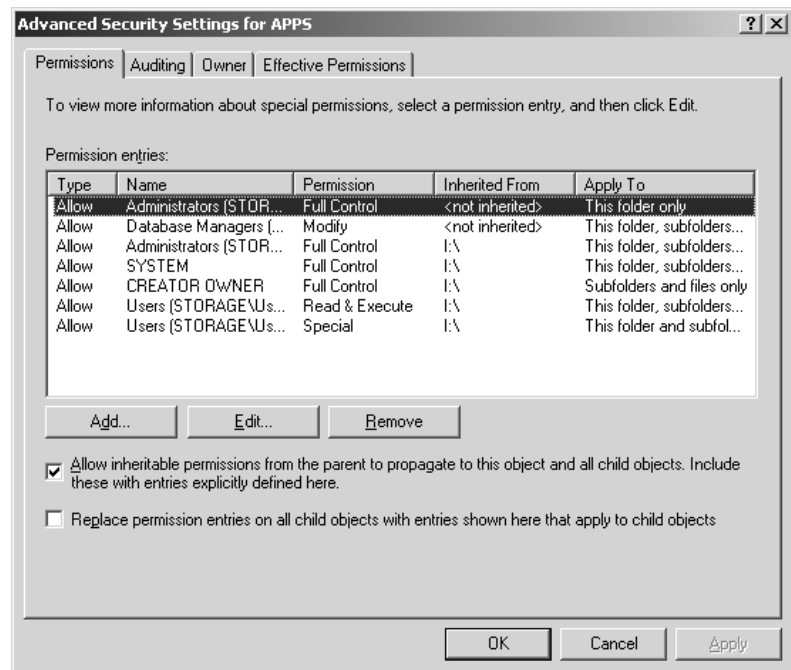 Advanced Security Settings for APPS
Permissions Auditing Owner Effective Permissions
To view more information about special permissions, select a permission entry, and then click Edit.
Permission entries:
Type Name Permission Inherited From Apply To
Allow Administrators (STOR... Full Control <not inherited> This folder only
Allow Database Managers (... Modify <not inherited> This folder, subfolders...
Allow Administrators (STOR... Full Control I:\ This folder, subfolders...
Allow SYSTEM Full Control I:\ This folder, subfolders...
Allow CREATOR OWNER Full Control I:\ Subfolders and files only
Allow Users (STORAGE\Us... Read & Execute I:\ This folder, subfolders...
Allow Users (STORAGE\Us... Special I:\ This folder and subfol...
Add... Edit... Remove
Allow inheritable permissions from the parent to propagate to this object and all child objects. Include
these with entries explicitly defined here.
Replace permission entries on all child objects with entries shown here that apply to child objects
OK Cancel Apply